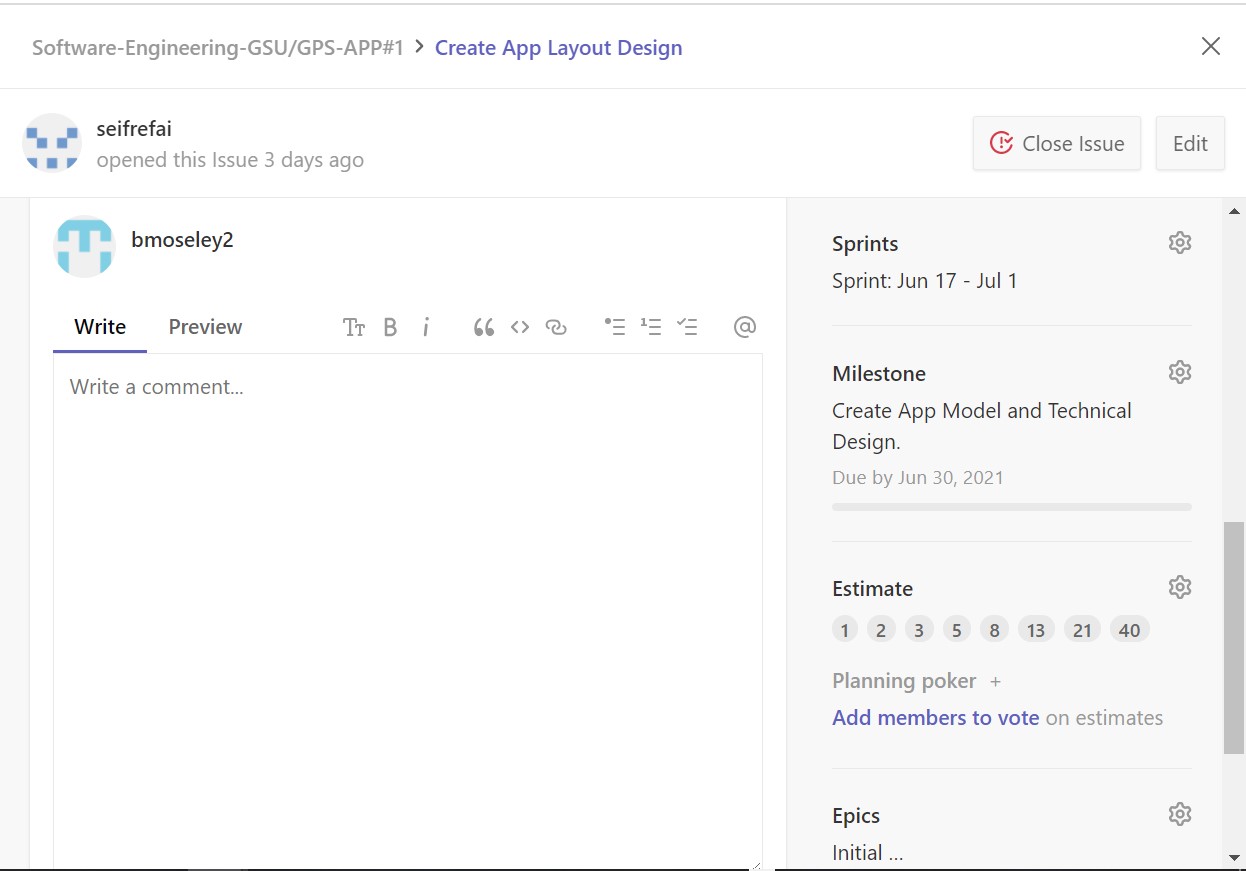 Software-Engineering-GSU/GPS-APP#1 > Create App Layout Design
seifrefai
opened this Issue 3 days ago
Close Issue
Edit
bmoseley2
Write Preview
Tт B i @
Write a comment...
Sprints
Sprint: Jun 17 - Jul 1
Milestone
Create App Model and Technical
Design.
Due by Jun 30, 2021
Estimate
1 2 3 5 8 13 21 40
Planning poker +
Add members to vote on estimates
Epics
Initial ...